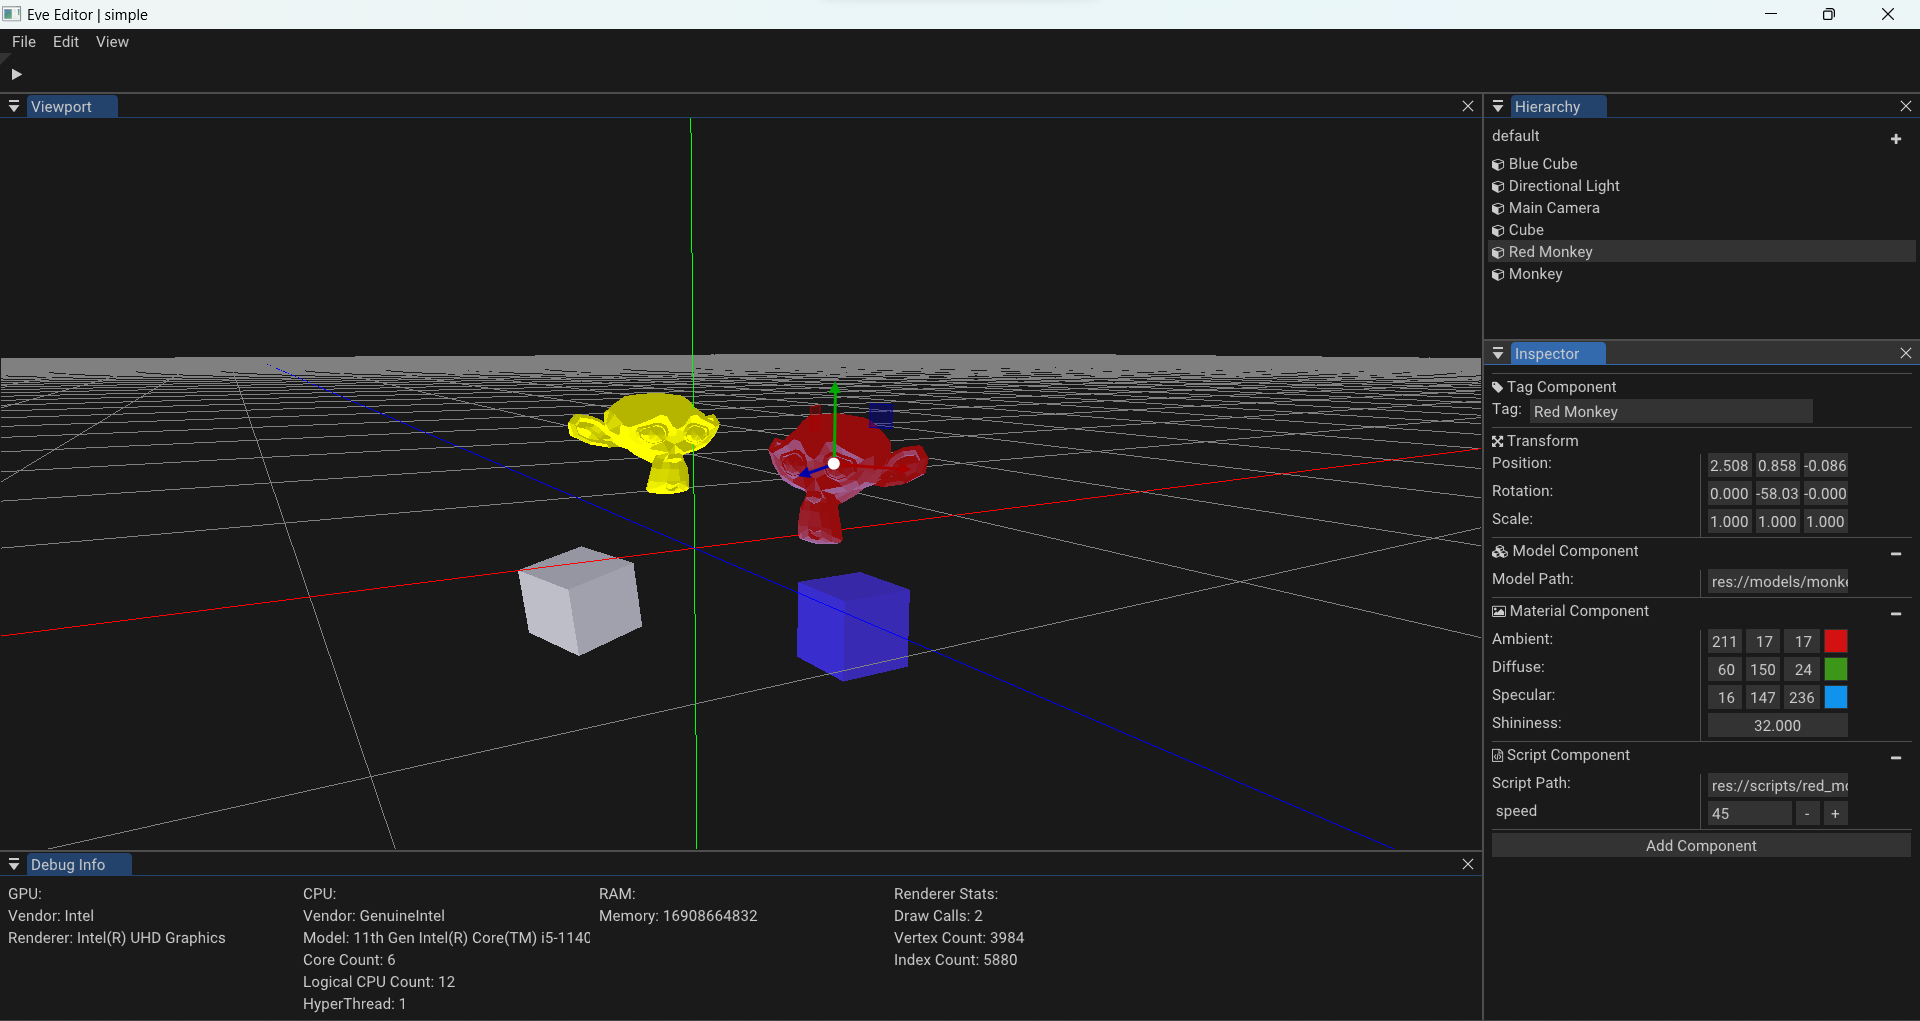 Eve Editor | simple
File Edit View
Viewport
Hierarchy
default
Blue Cube
Directional Light
Main Camera
Cube
Red Monkey
Monkey
Inspector
Tag Component
Tag: Red Monkey
Transform
Position: 2.508 0.858 -0.086
Rotation: 0.000 -58.03 -0.000
Scale: 1.000 1.000 1.000
Model Component
Model Path: res://models/monke
Material Component
Ambient: 211 17 17
Diffuse: 60 150 24
Specular: 16 147 236
Shininess: 32.000
Script Component
Script Path: res://scripts/red_mo
speed 45 - +
Add Component
Debug Info
GPU:
Vendor: Intel
Renderer: Intel(R) UHD Graphics
CPU:
Vendor: GenuineIntel
Model: 11th Gen Intel(R) Core(TM) i5-1140
Core Count: 6
Logical CPU Count: 12
HyperThread: 1
RAM:
Memory: 16908664832
Renderer Stats:
Draw Calls: 2
Vertex Count: 3984
Index Count: 5880